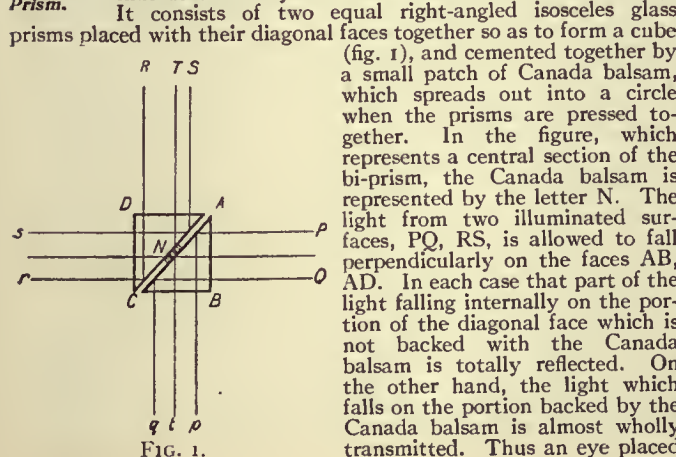 Prism.
It consists of two equal right-angled isosceles glass
prisms placed with their diagonal faces together so as to form a cube
(fig. 1), and cemented together by
a small patch of Canada balsam,
which spreads out into a circle
when the prisms are pressed to-
gether. In the figure, which
represents a central section of the
bi-prism, the Canada balsam is
represented by the letter N. The
light from two illuminated sur-
faces, PQ, RS, is allowed to fall
perpendicularly on the faces AB,
AD. In each case that part of the
light falling internally on the por-
tion of the diagonal face which is
not backed with the Canada
balsam is totally reflected. On
the other hand, the light which
falls on the portion backed by the
Canada balsam is almost wholly
transmitted. Thus an eye placed
R T S
D A
s P
N
r Q
C B
q t p
FIG. 1.